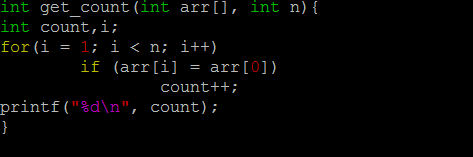 int get_count(int arr[], int n){
int count,i;
for(i = 1; i < n; i++)
if (arr[i] = arr[0])
count++;
printf("%d\n", count);
}